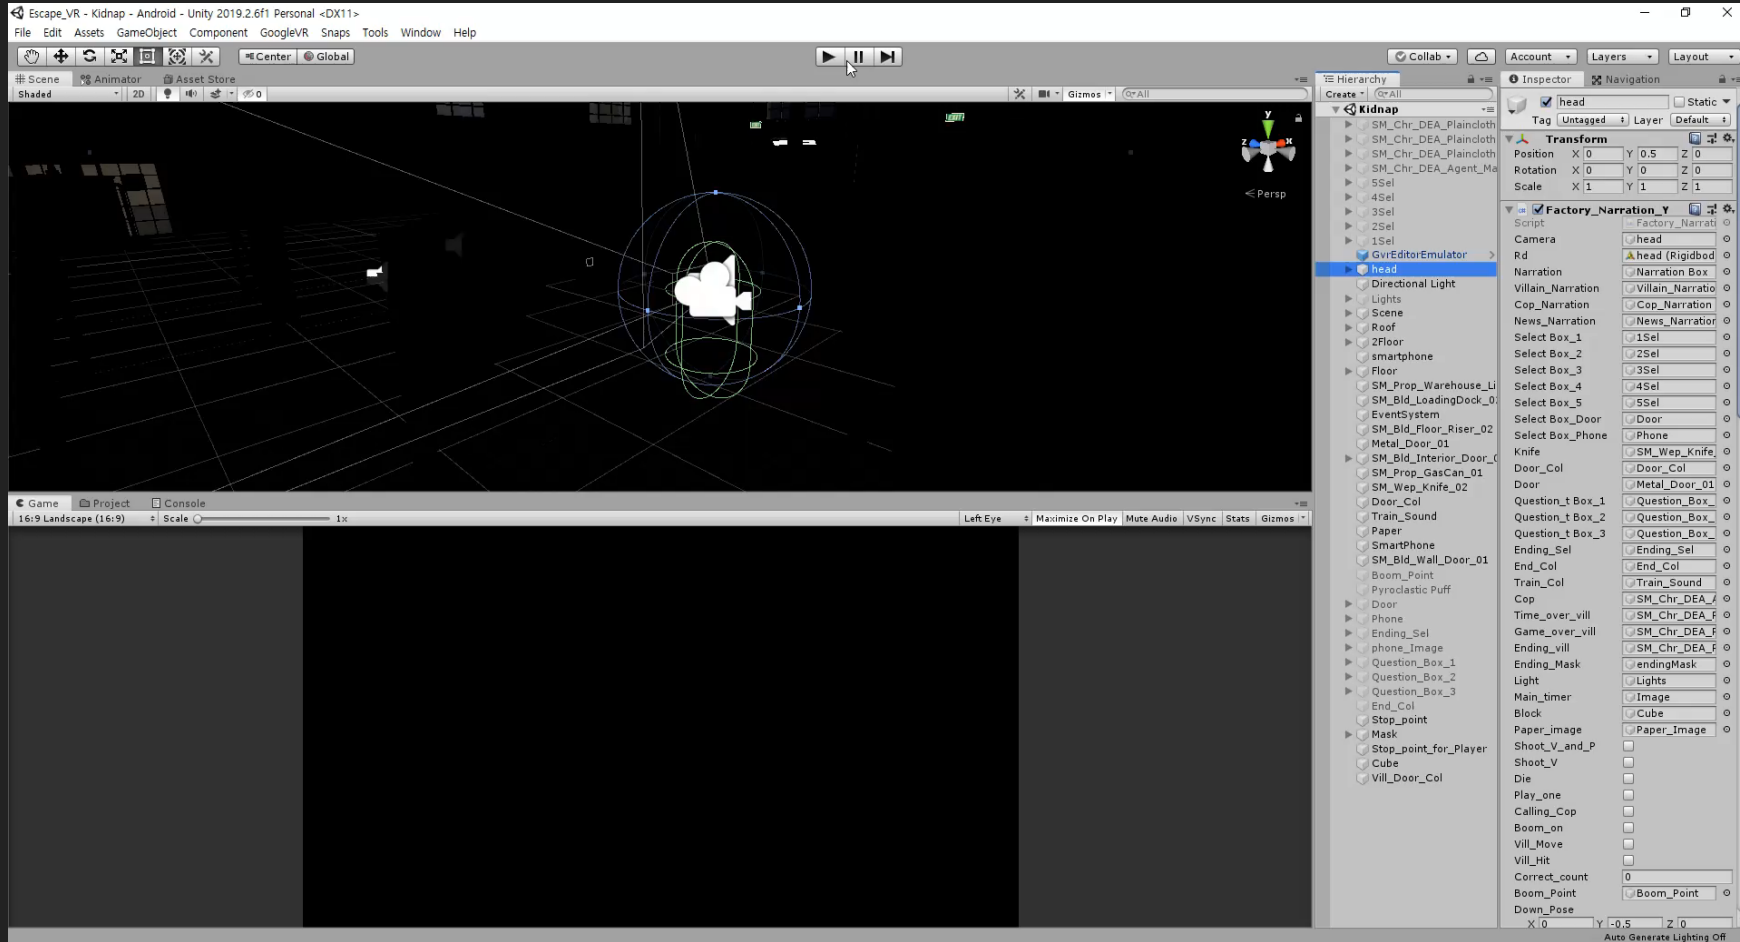 Escape_VR - Kidnap - Android - Unity 2019.2.6f1 Personal <DX11>
File Edit Assets GameObject Component GoogleVR Snaps Tools Window Help
Center Global Collab Account Layers Layout
Scene Animator Asset Store
Shaded 2D 0 Gizmos All
y z x
Persp
Game Project Console
16:9 Landscape (16:9) Scale 1x Left Eye Maximize On Play Mute Audio VSync Stats Gizmos
Hierarchy
Create All
Kidnap
SM_Chr_DEA_Plaincloth
SM_Chr_DEA_Plaincloth
SM_Chr_DEA_Plaincloth
SM_Chr_DEA_Agent_Ma
5Sel
4Sel
3Sel
2Sel
1Sel
GvrEditorEmulator
head
Directional Light
Lights
Scene
Roof
2Floor
smartphone
Floor
SM_Prop_Warehouse_Li
SM_Bld_LoadingDock_0
EventSystem
SM_Bld_Floor_Riser_02
Metal_Door_01
SM_Bld_Interior_Door_
SM_Prop_GasCan_01
SM_Wep_Knife_02
Door_Col
Train_Sound
Paper
SmartPhone
SM_Bld_Wall_Door_01
Boom_Point
Pyroclastic Puff
Door
Phone
Ending_Sel
phone_Image
Question_Box_1
Question_Box_2
Question_Box_3
End_Col
Stop_point
Mask
Stop_point_for_Player
Cube
Vill_Door_Col
Inspector Navigation
head Static
Tag Untagged Layer Default
Transform
Position X 0 Y 0.5 Z 0
Rotation X 0 Y 0 Z 0
Scale X 1 Y 1 Z 1
Factory_Narration_Y
Script Factory_Narrati
Camera head
Rd head (Rigidbod
Narration Narration Box
Villain_Narration Villain_Narratio
Cop_Narration Cop_Narration
News_Narration News_Narration
Select Box_1 1Sel
Select Box_2 2Sel
Select Box_3 3Sel
Select Box_4 4Sel
Select Box_5 5Sel
Select Box_Door Door
Select Box_Phone Phone
Knife SM_Wep_Knife_
Door_Col Door_Col
Door Metal_Door_01
Question_t Box_1 Question_Box_
Question_t Box_2 Question_Box_
Question_t Box_3 Question_Box_
Ending_Sel Ending_Sel
End_Col End_Col
Train_Col Train_Sound
Cop SM_Chr_DEA_A
Time_over_vill SM_Chr_DEA_P
Game_over_vill SM_Chr_DEA_P
Ending_vill SM_Chr_DEA_P
Ending_Mask endingMask
Light Lights
Main_timer Image
Block Cube
Paper_image Paper_Image
Shoot_V_and_P
Shoot_V
Die
Play_one
Calling_Cop
Boom_on
Vill_Move
Vill_Hit
Correct_count 0
Boom_Point Boom_Point
Down_Pose
X 0 Y -0.5 Z 0
Auto Generate Lighting Off